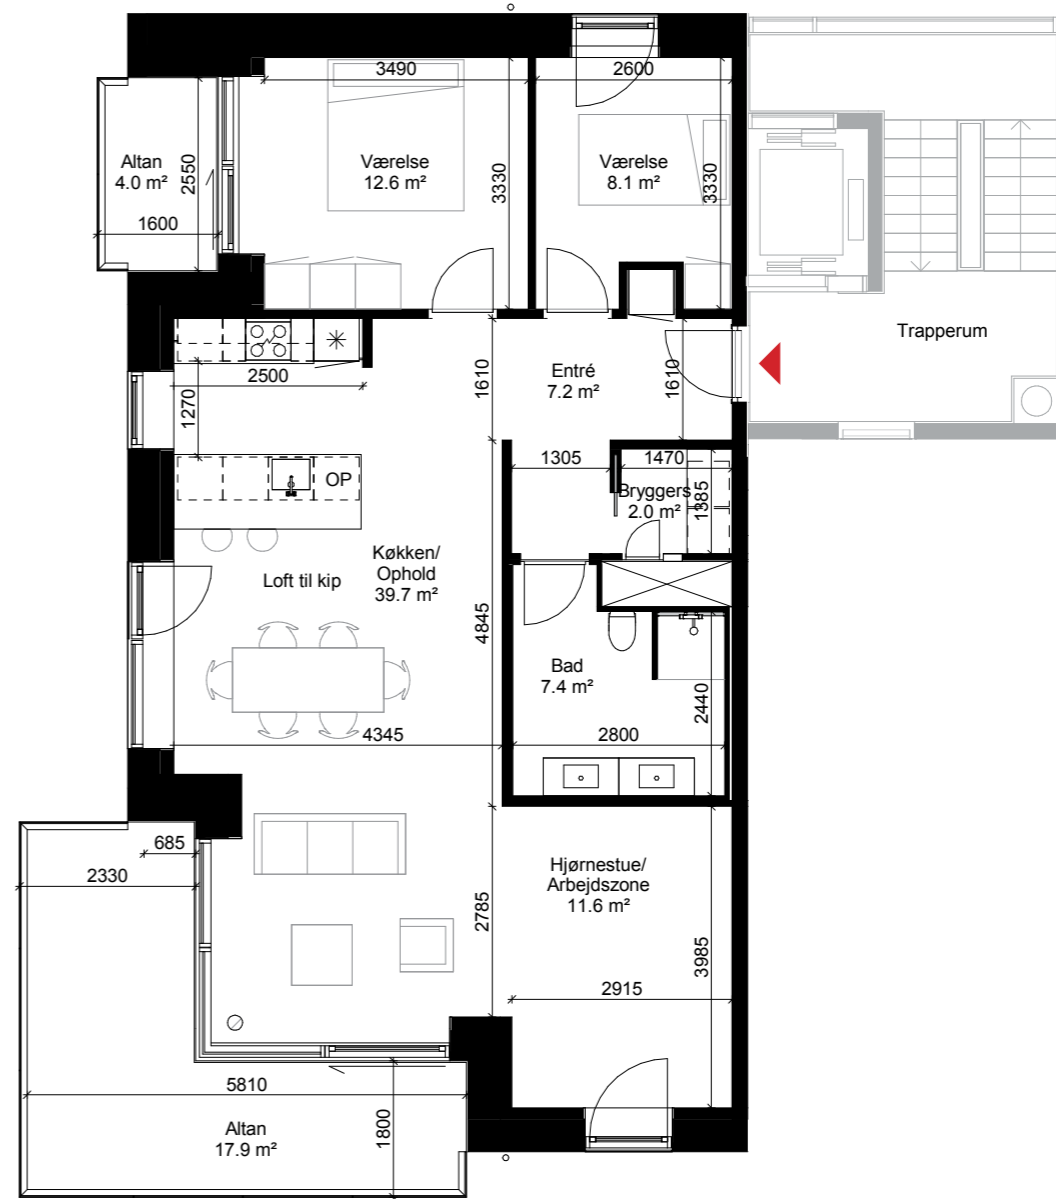 3490
2600
Altan
4.0 m²
2550
1600
Værelse
12.6 m²
3330
Værelse
8.1 m²
3330
Trapperum
2500
1270
1610
Entré
7.2 m²
1610
1305
1470
Bryggers
2.0 m²
1385
OP
Køkken/
Ophold
39.7 m²
Loft til kip
4845
Bad
7.4 m²
2440
4345
2800
685
2330
2785
Hjørnestue/
Arbejdszone
11.6 m²
3985
2915
5810
1800
Altan
17.9 m²